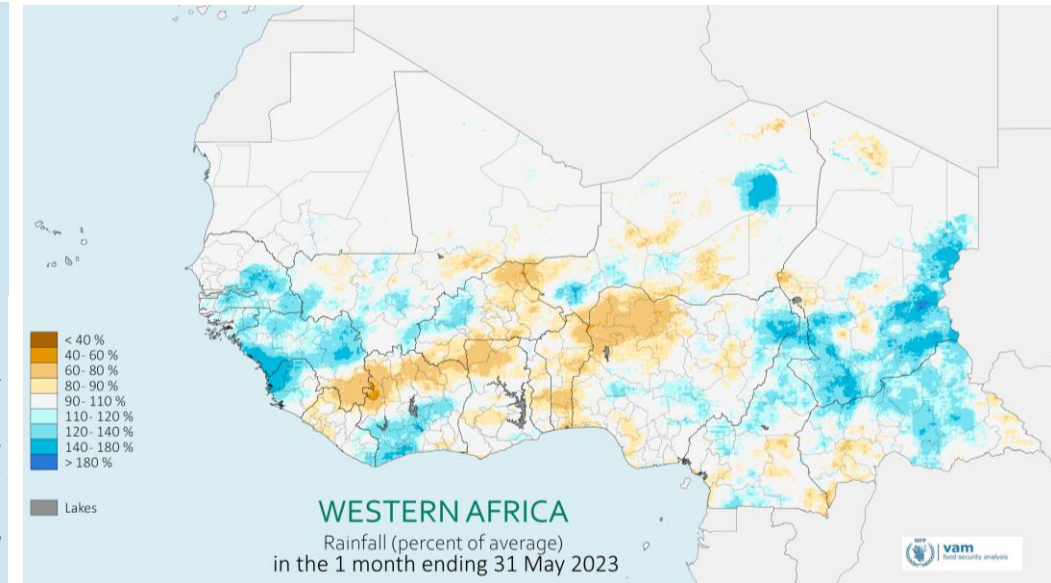 < 40 %
40- 60 %
60- 80 %
80- 90 %
90- 110 %
110- 120 %
120- 140 %
140- 180 %
> 180 %
Lakes
WESTERN AFRICA
Rainfall (percent of average)
in the 1 month ending 31 May 2023
WFP
vam
food security analysis